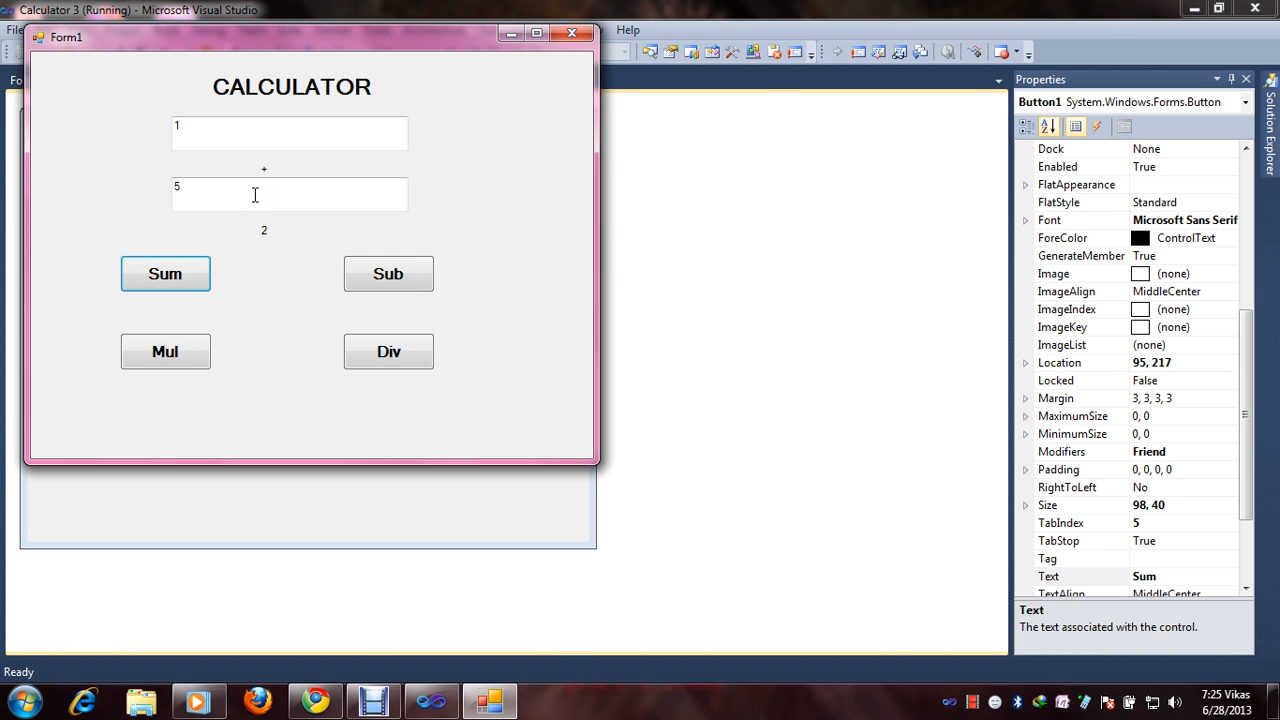 Calculator 3 (Running) - Microsoft Visual Studio
Help
Form1
CALCULATOR
1
+
5
2
Sum
Sub
Mul
Div
Properties
Button1 System.Windows.Forms.Button
Dock None
Enabled True
FlatAppearance
FlatStyle Standard
Font Microsoft Sans Serif
ForeColor ControlText
GenerateMember True
Image (none)
ImageAlign MiddleCenter
ImageIndex (none)
ImageKey (none)
ImageList (none)
Location 95, 217
Locked False
Margin 3, 3, 3, 3
MaximumSize 0, 0
MinimumSize 0, 0
Modifiers Friend
Padding 0, 0, 0, 0
RightToLeft No
Size 98, 40
TabIndex 5
TabStop True
Tag
Text Sum
TextAlign MiddleCenter
Text
The text associated with the control.
Solution Explorer
Ready
7:25 Vikas
6/28/2013